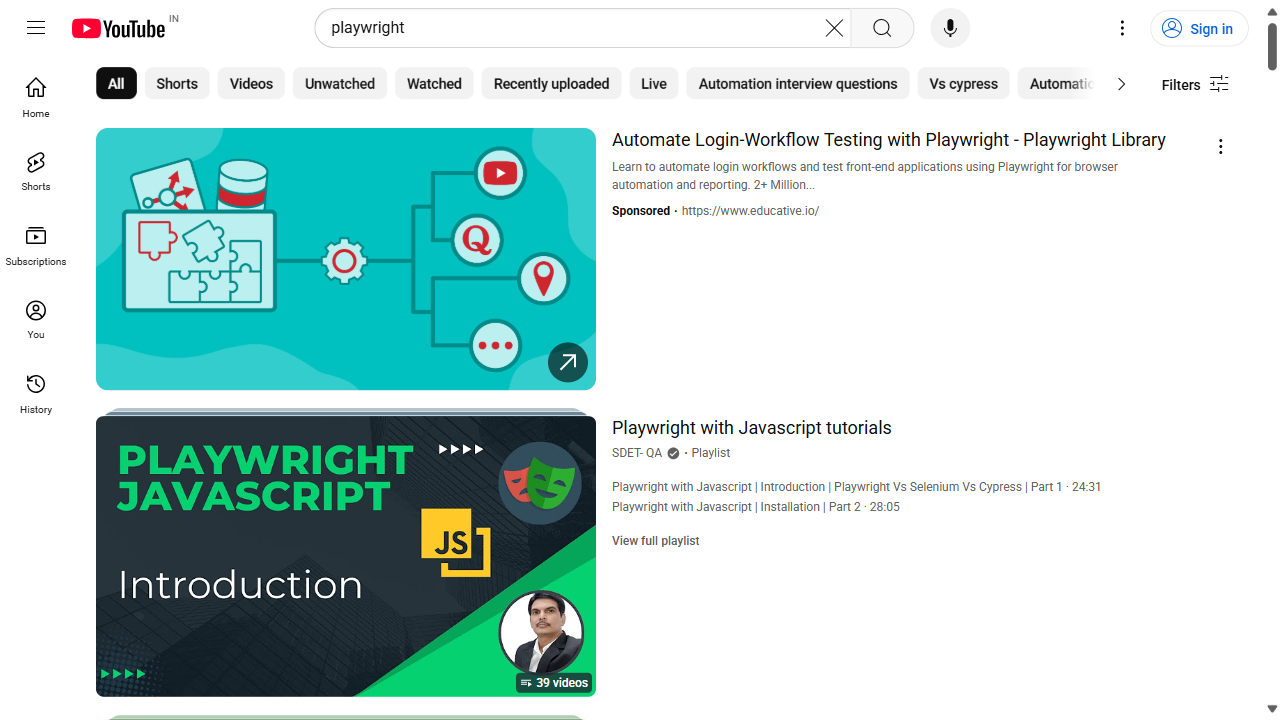 YouTube IN
playwright
Sign in
All
Shorts
Videos
Unwatched
Watched
Recently uploaded
Live
Automation interview questions
Vs cypress
Filters
Home
Shorts
Subscriptions
You
History
Q
Automate Login-Workflow Testing with Playwright - Playwright Library
Learn to automate login workflows and test front-end applications using Playwright for browser
automation and reporting. 2+ Million...
Sponsored · https://www.educative.io/
PLAYWRIGHT
JAVASCRIPT
JS
Introduction
39 videos
Playwright with Javascript tutorials
SDET- QA · Playlist
Playwright with Javascript | Introduction | Playwright Vs Selenium Vs Cypress | Part 1 · 24:31
Playwright with Javascript | Installation | Part 2 · 28:05
View full playlist